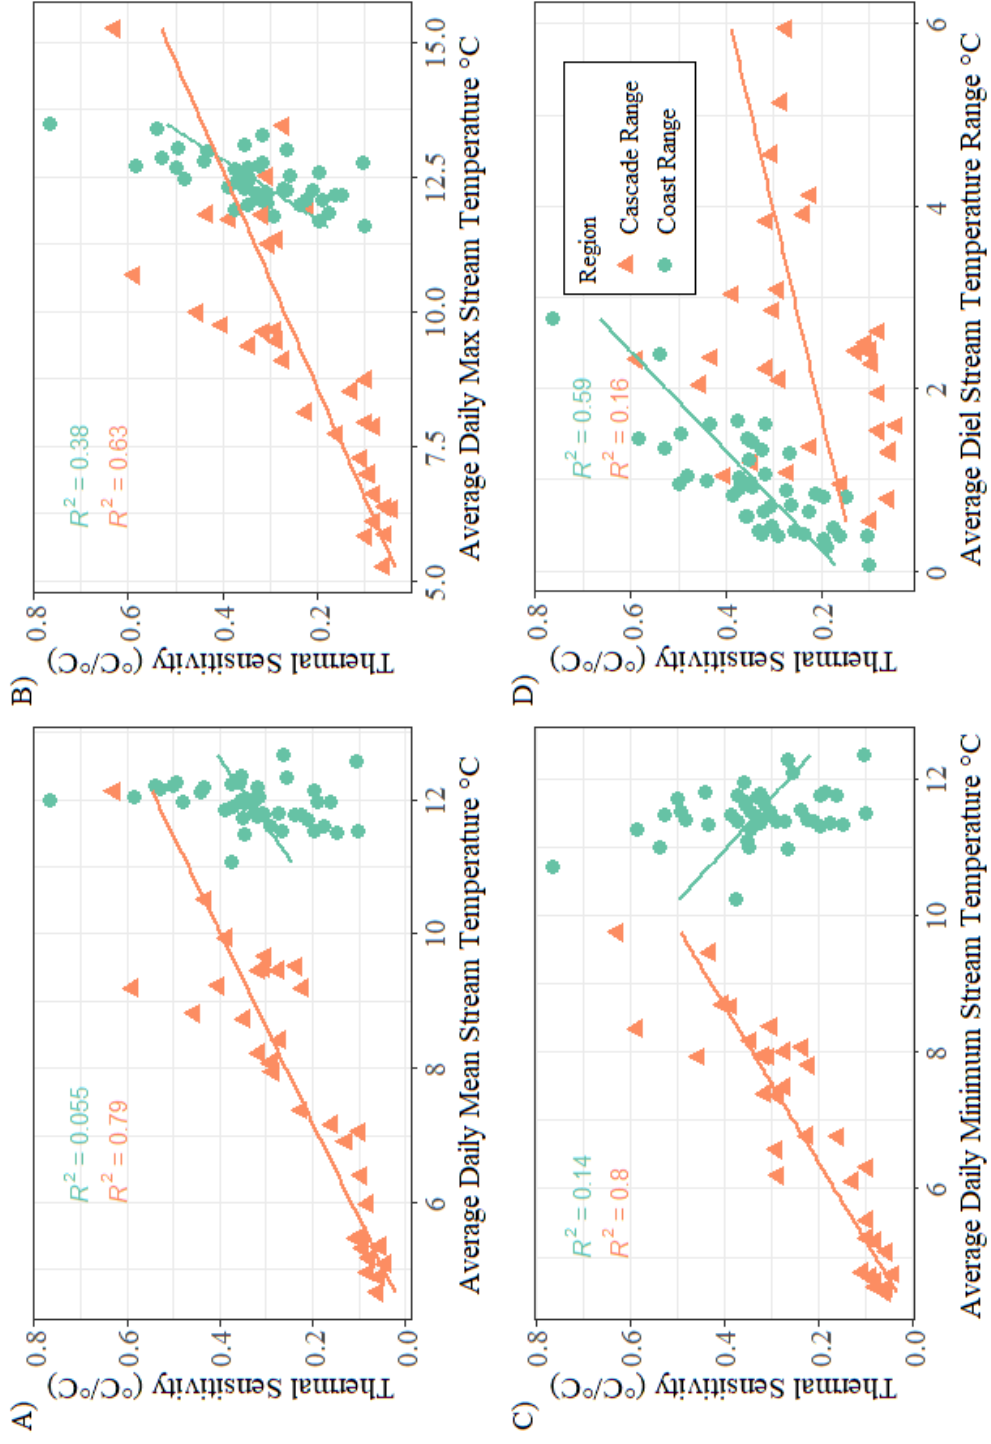 A)
Thermal Sensitivity (°C/°C)
0.8
0.6
0.4
0.2
0.0
R² = 0.055
R² = 0.79
6
8
10
12
Average Daily Mean Stream Temperature °C
B)
Thermal Sensitivity (°C/°C)
0.8
0.6
0.4
0.2
R² = 0.38
R² = 0.63
5.0
7.5
10.0
12.5
15.0
Average Daily Max Stream Temperature °C
C)
Thermal Sensitivity (°C/°C)
0.8
0.6
0.4
0.2
0.0
R² = 0.14
R² = 0.8
6
8
10
12
Average Daily Minimum Stream Temperature °C
D)
Thermal Sensitivity (°C/°C)
0.8
0.6
0.4
0.2
R² = 0.59
R² = 0.16
Region
Cascade Range
Coast Range
0
2
4
6
Average Diel Stream Temperature Range °C